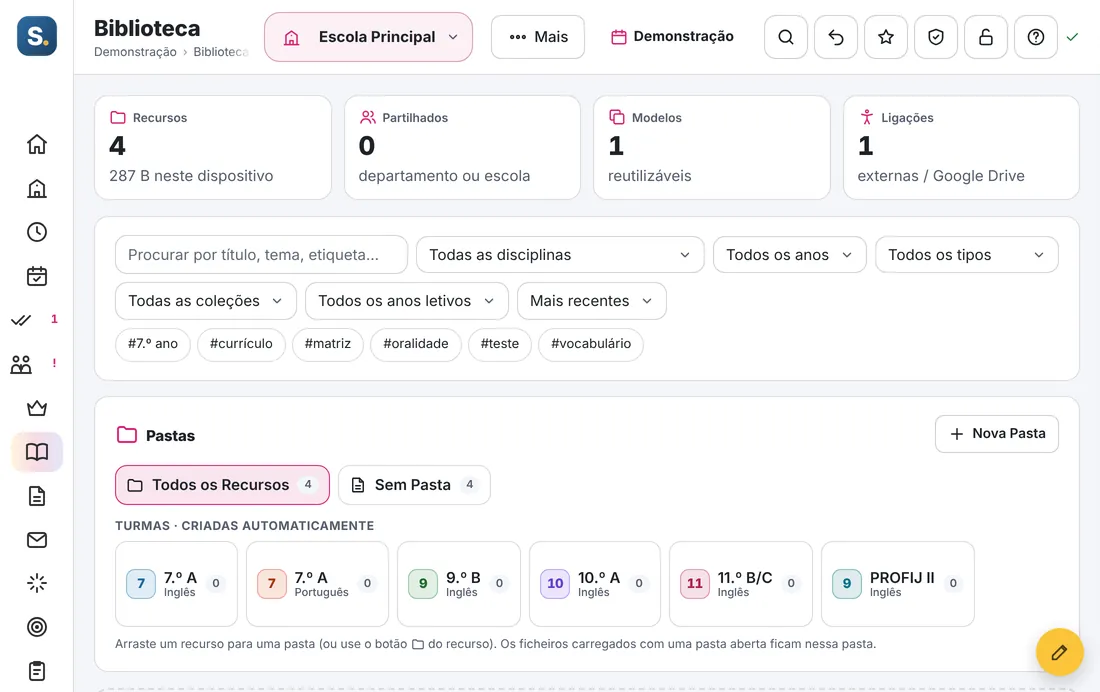 S.
Biblioteca
Demonstração › Biblioteca
Escola Principal
Mais
Demonstração
Recursos
4
287 B neste dispositivo
Partilhados
0
departamento ou escola
Modelos
1
reutilizáveis
Ligações
1
externas / Google Drive
Procurar por título, tema, etiqueta...
Todas as disciplinas
Todos os anos
Todos os tipos
Todas as coleções
Todos os anos letivos
Mais recentes
#7.º ano
#currículo
#matriz
#oralidade
#teste
#vocabulário
1
!
Pastas
Nova Pasta
Todos os Recursos 4
Sem Pasta 4
TURMAS · CRIADAS AUTOMATICAMENTE
7 7.º A 0
Inglês
7 7.º A 0
Português
9 9.º B 0
Inglês
10 10.º A 0
Inglês
11 11.º B/C 0
Inglês
9 PROFIJ II 0
Inglês
Arraste um recurso para uma pasta (ou use o botão do recurso). Os ficheiros carregados com uma pasta aberta ficam nessa pasta.